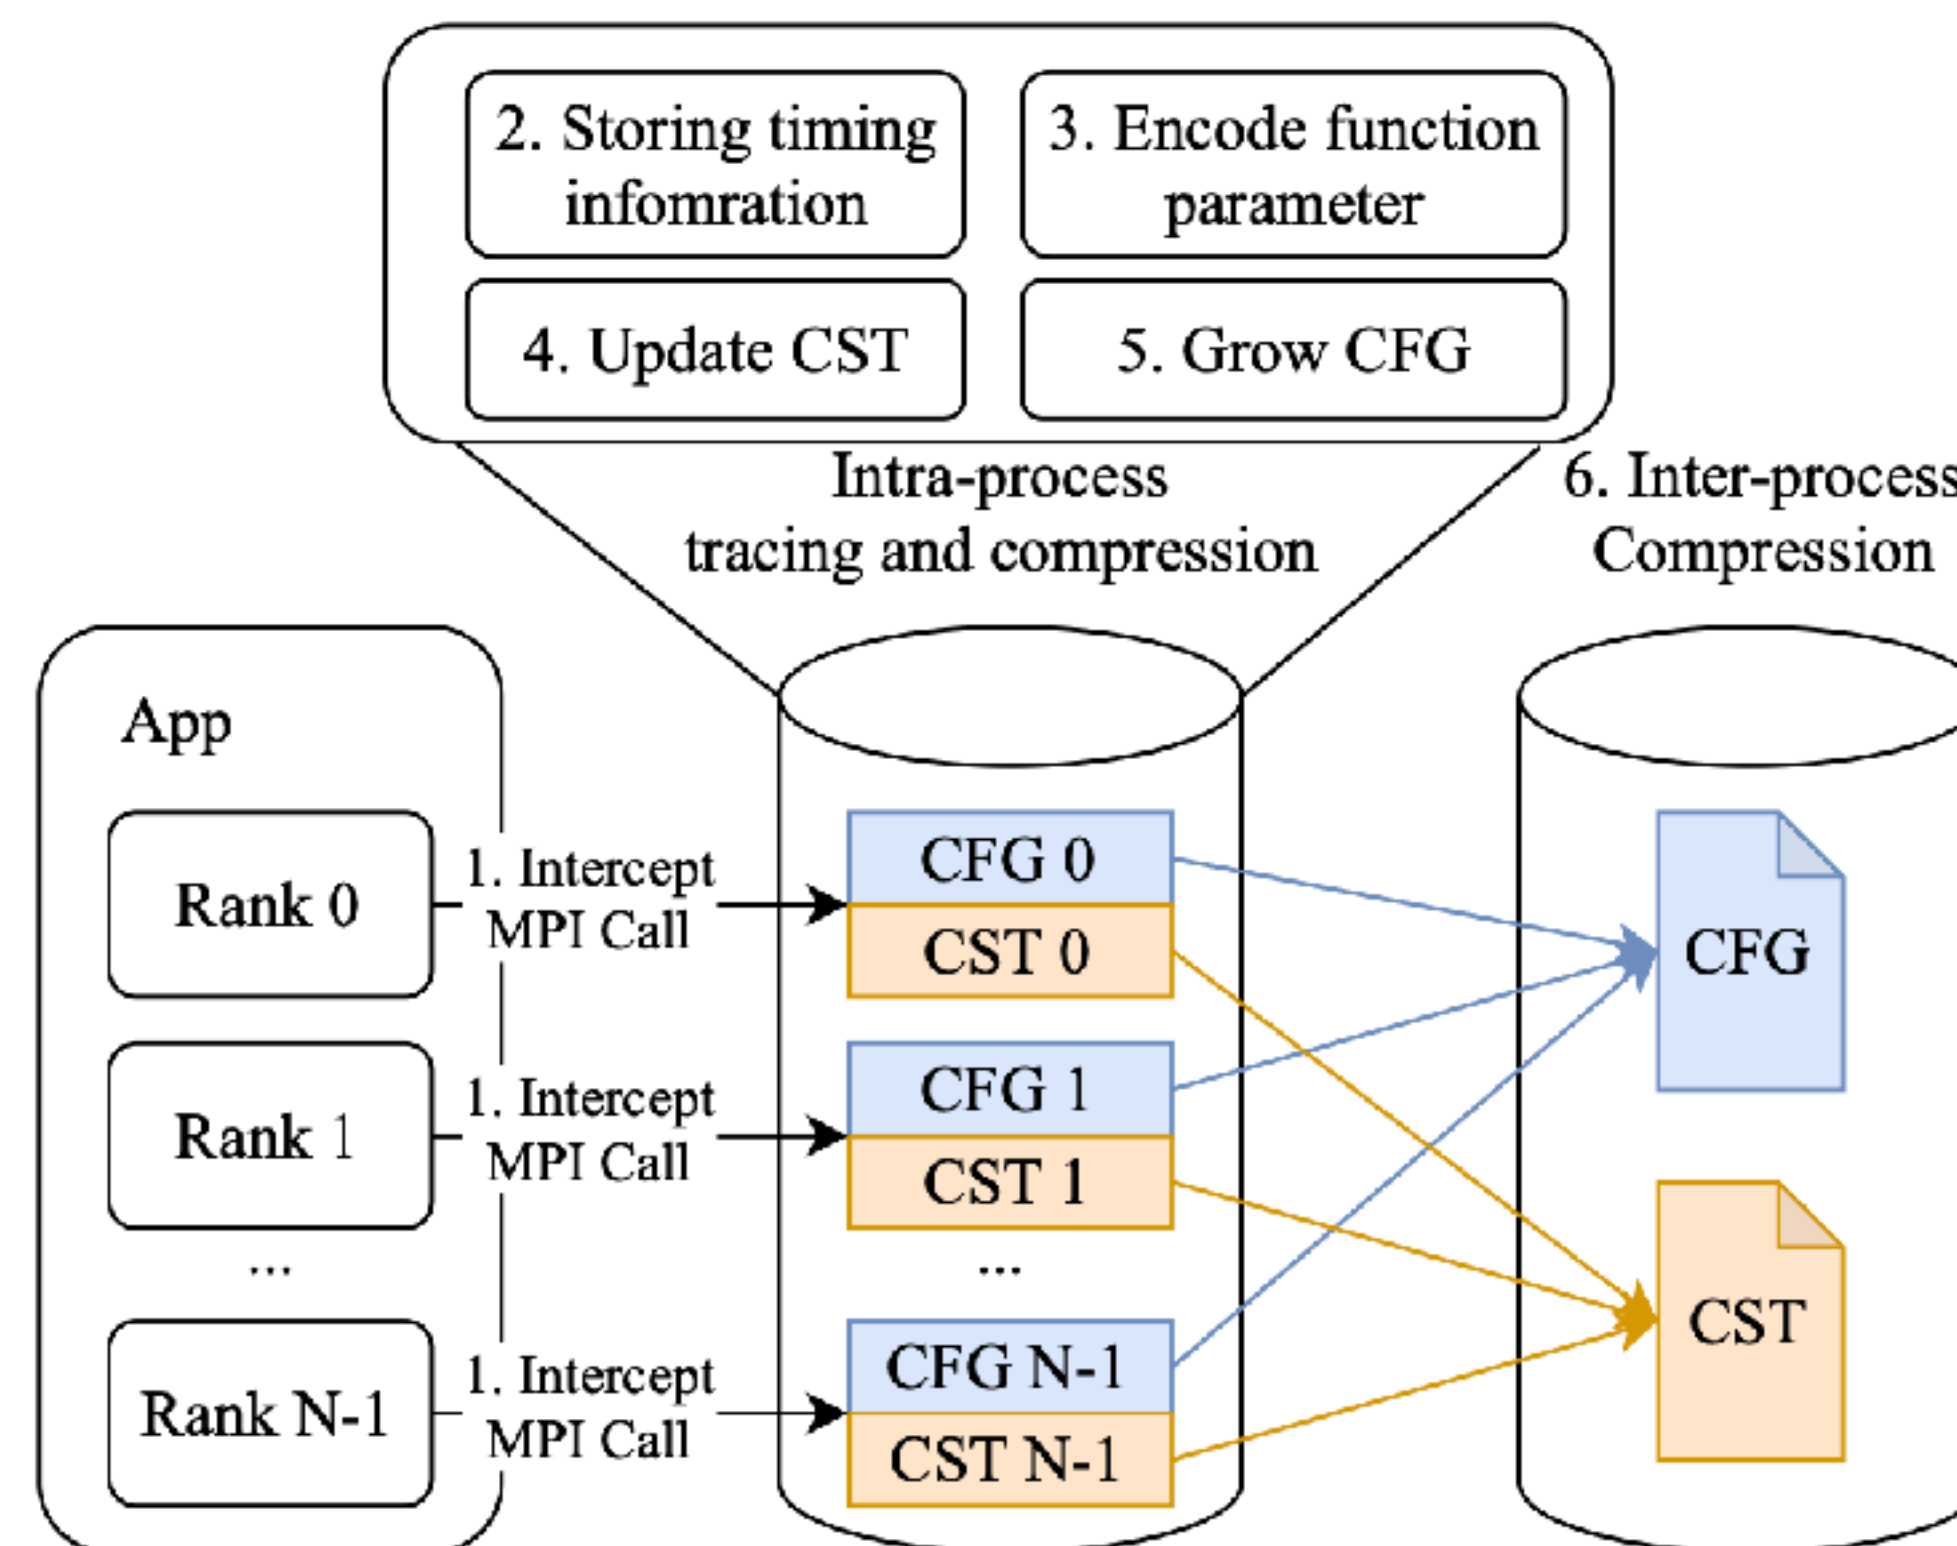 2. Storing timing
infomration
3. Encode function
parameter
4. Update CST
5. Grow CFG
Intra-process
tracing and compression
6. Inter-process
Compression
App
Rank 0
1. Intercept
MPI Call
CFG 0
CST 0
Rank 1
1. Intercept
MPI Call
CFG 1
CST 1
...
...
Rank N-1
1. Intercept
MPI Call
CFG N-1
CST N-1
CFG
CST